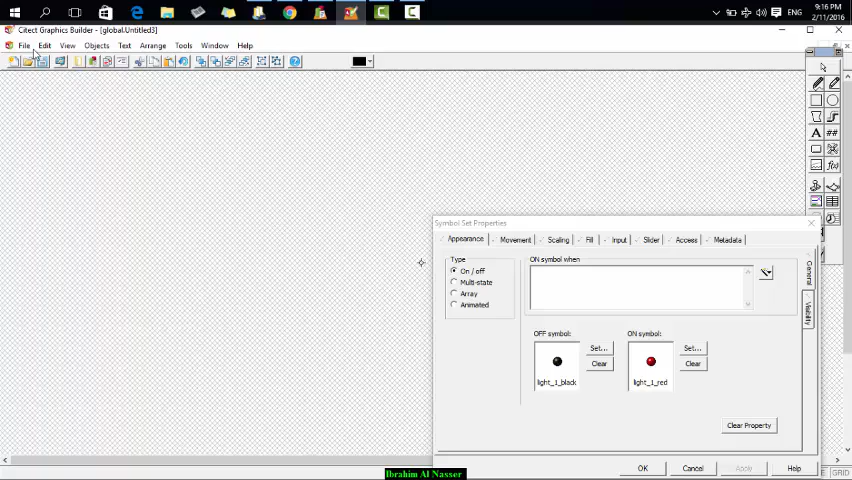 ENG
9:16 PM
2/11/2016
Citect Graphics Builder - [global.Untitled3]
File Edit View Objects Text Arrange Tools Window Help
A
f(x)
Symbol Set Properties
Appearance Movement Scaling Fill Input Slider Access Metadata
General
Visibility
Type
On / off
Multi-state
Array
Animated
ON symbol when
OFF symbol:
Set...
Clear
light_1_black
ON symbol:
Set...
Clear
light_1_red
Clear Property
OK Cancel Apply Help
Ibrahim Al Nasser
GRID